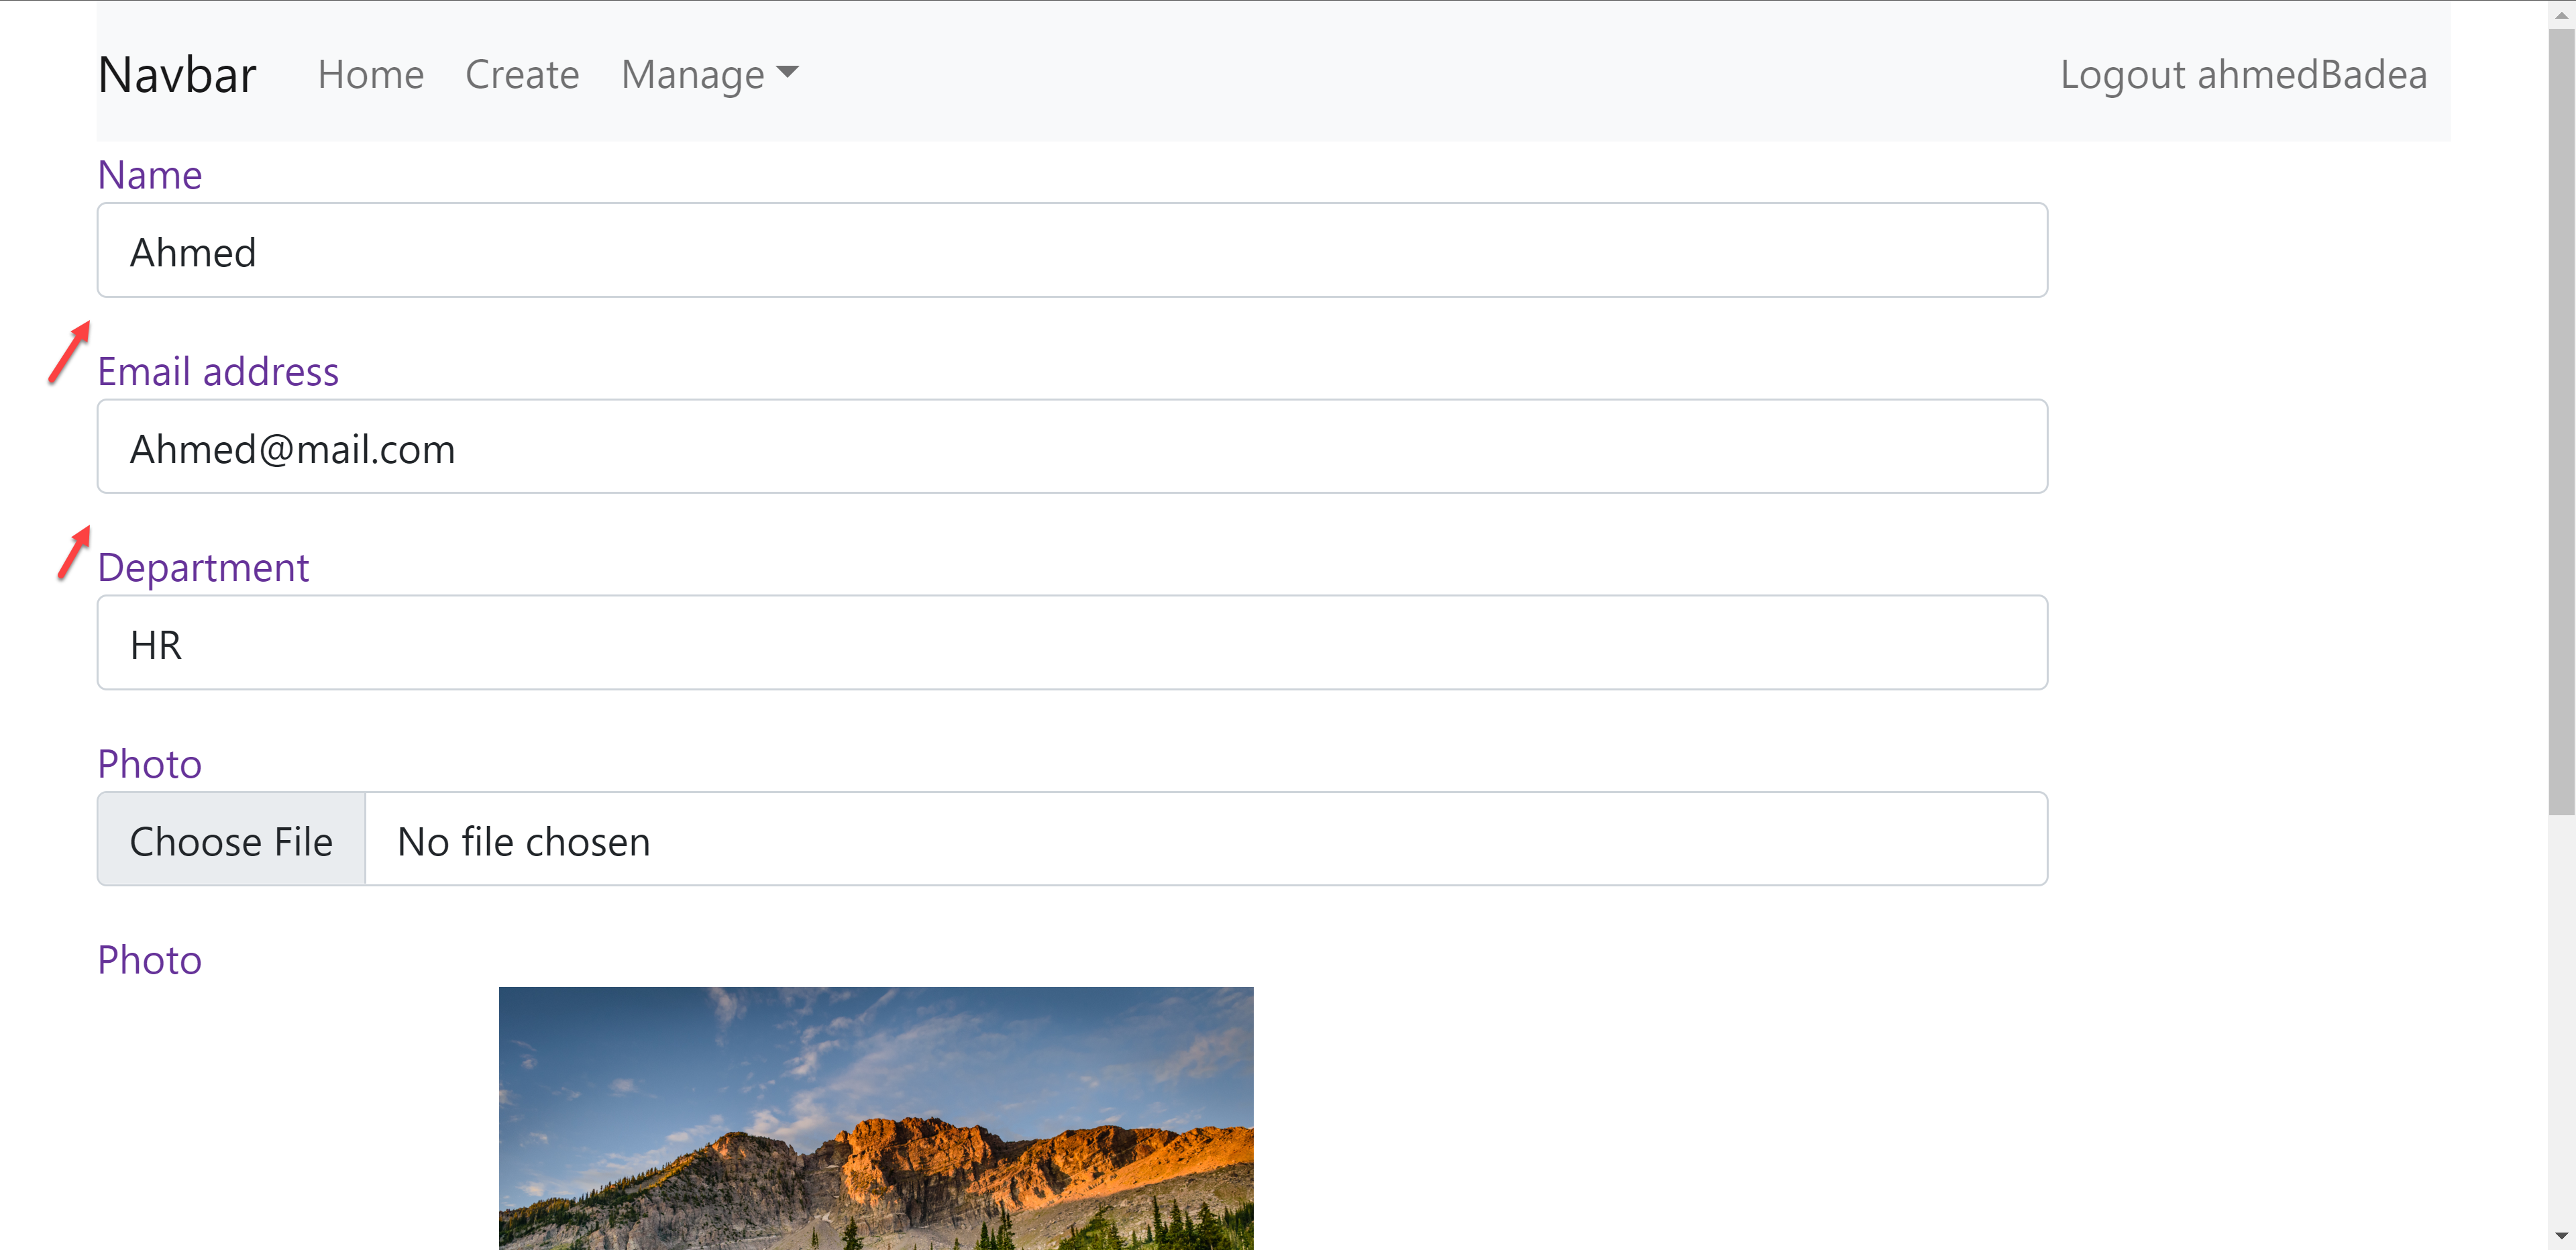 Navbar Home Create Manage Logout ahmedBadea
Name
Ahmed
Email address
Ahmed@mail.com
Department
HR
Photo
Choose File No file chosen
Photo